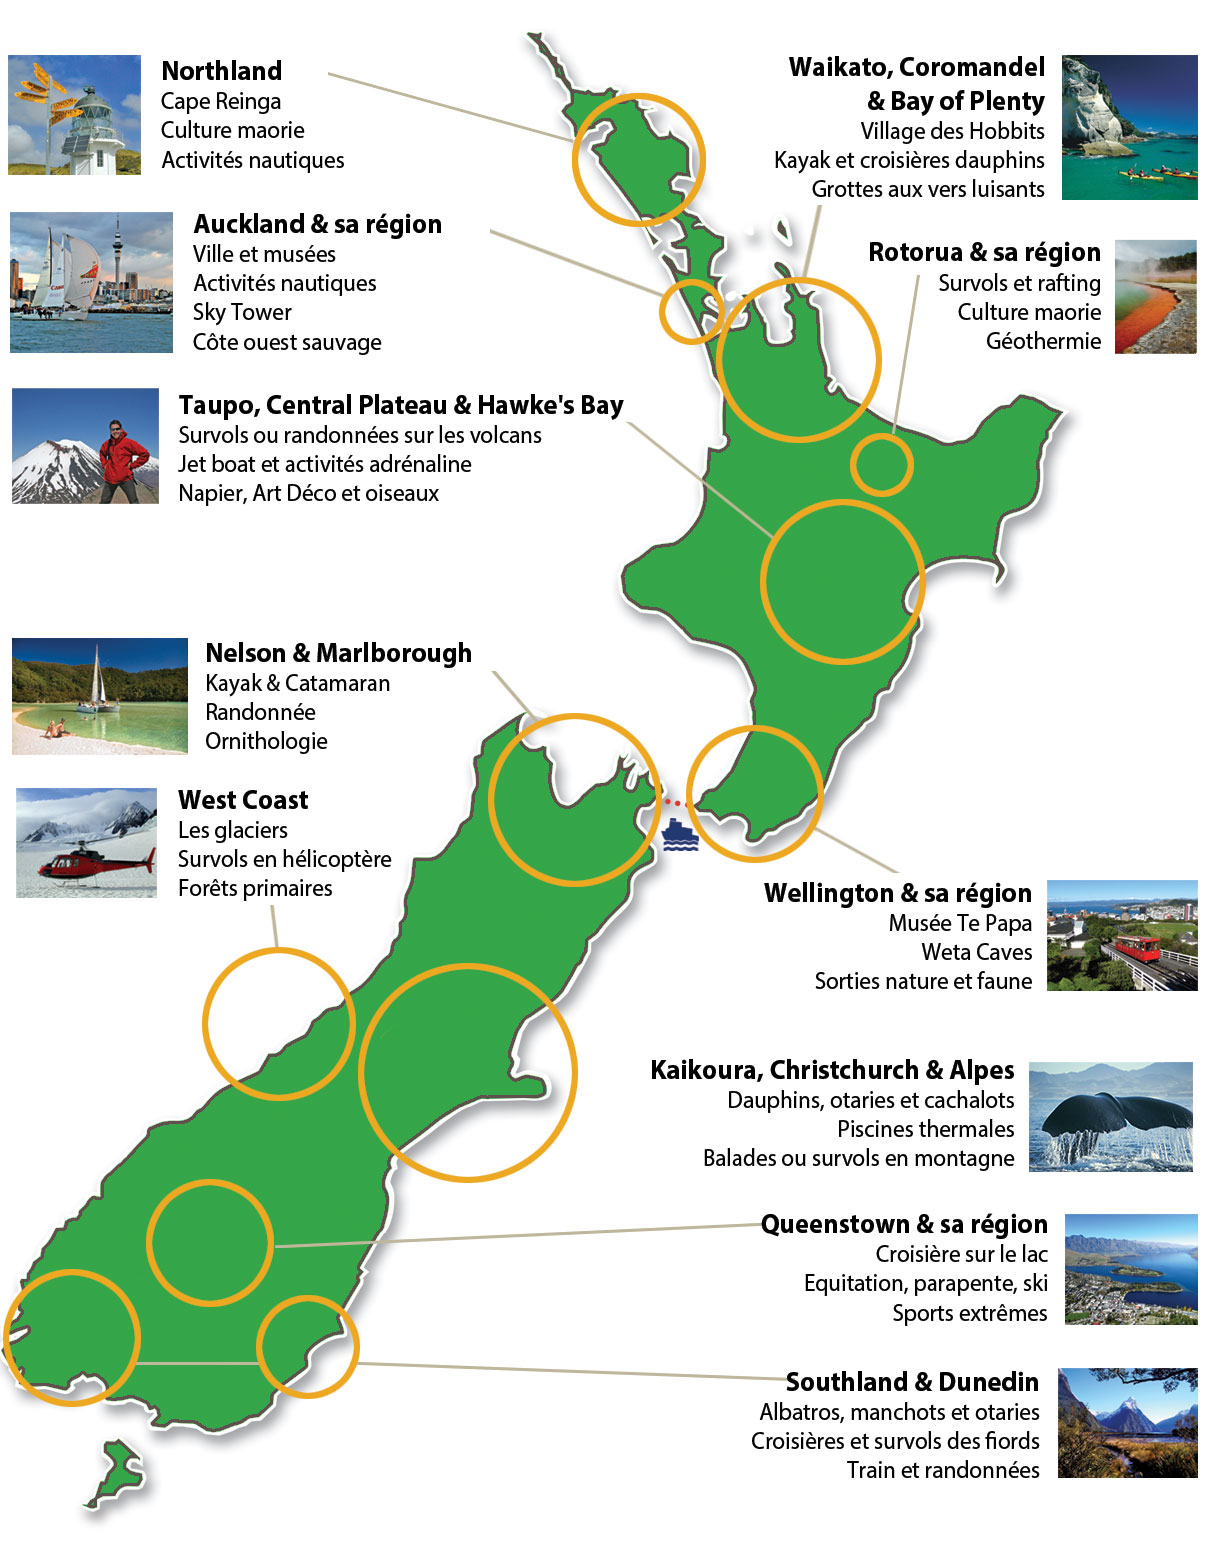 Northland
Cape Reinga
Culture maorie
Activités nautiques
Waikato, Coromandel
& Bay of Plenty
Village des Hobbits
Kayak et croisières dauphins
Grottes aux vers luisants
Auckland & sa région
Ville et musées
Activités nautiques
Sky Tower
Côte ouest sauvage
Rotorua & sa région
Survols et rafting
Culture maorie
Géothermie
Taupo, Central Plateau & Hawke's Bay
Survols ou randonnées sur les volcans
Jet boat et activités adrénaline
Napier, Art Déco et oiseaux
Nelson & Marlborough
Kayak & Catamaran
Randonnée
Ornithologie
West Coast
Les glaciers
Survols en hélicoptère
Forêts primaires
Wellington & sa région
Musée Te Papa
Weta Caves
Sorties nature et faune
Kaikoura, Christchurch & Alpes
Dauphins, otaries et cachalots
Piscines thermales
Balades ou survols en montagne
Queenstown & sa région
Croisière sur le lac
Equitation, parapente, ski
Sports extrêmes
Southland & Dunedin
Albatros, manchots et otaries
Croisières et survols des fiords
Train et randonnées